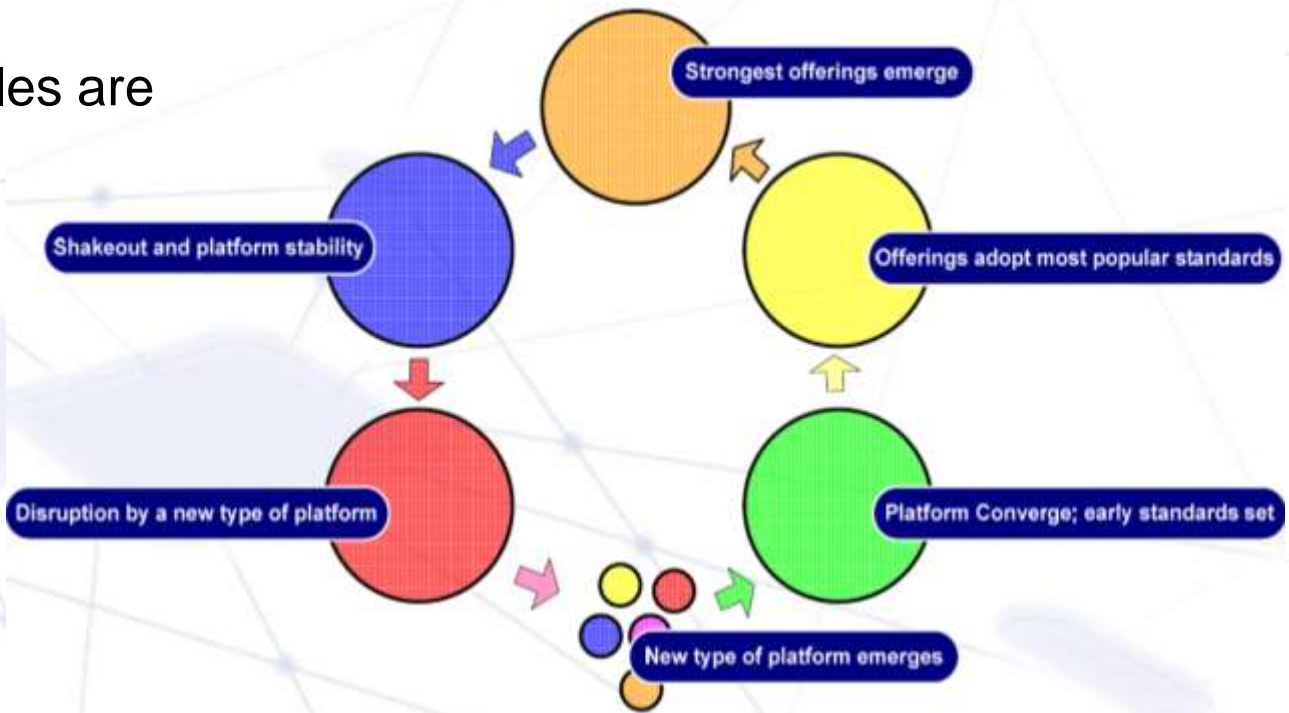 les are
Strongest offerings emerge
Shakeout and platform stability
Offerings adopt most popular standards
Disruption by a new type of platform
Platform Converge; early standards set
New type of platform emerges